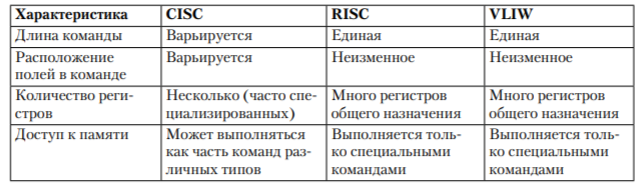 Характеристика CISC RISC VLIW
Длина команды Варьируется Единая Единая
Расположение Варьируется Неизменное Неизменное
полей в команде
Количество реги- Несколько (часто спе- Много регистров Много регистров
стров циализированных) общего назначения общего назначения
Доступ к памяти Может выполняться Выполняется толь- Выполняется толь-
как часть команд раз- ко специальными ко специальными
личных типов командами командами